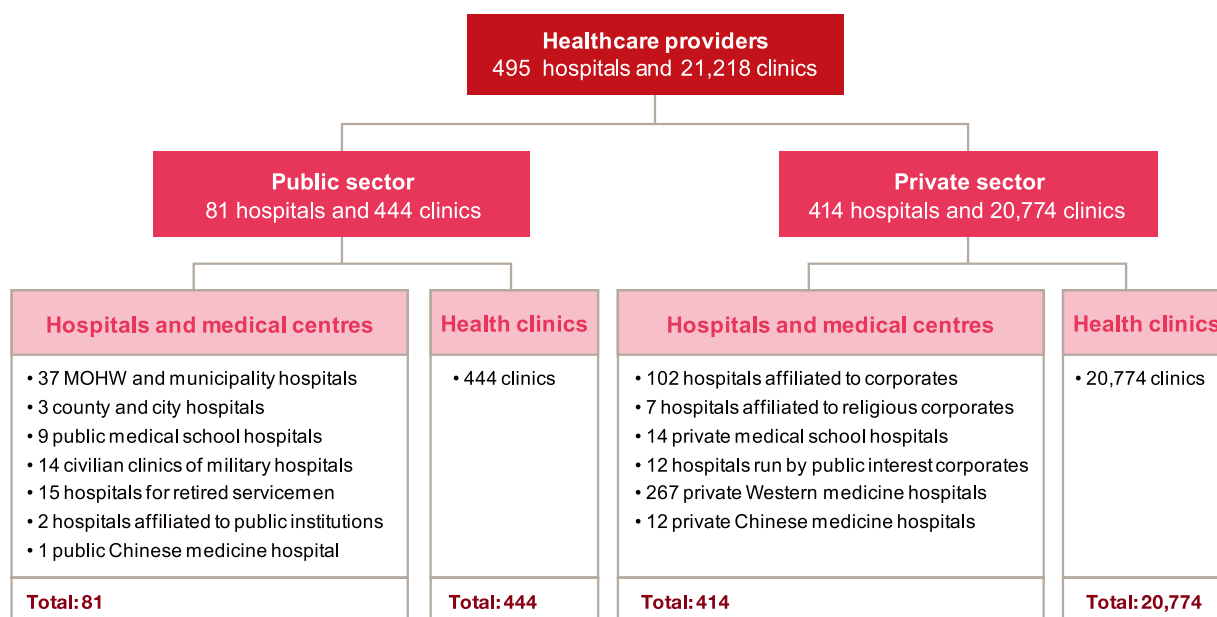 Healthcare providers
495 hospitals and 21,218 clinics
Public sector
81 hospitals and 444 clinics
Private sector
414 hospitals and 20,774 clinics
Hospitals and medical centres
• 37 MOHW and municipality hospitals
• 3 county and city hospitals
• 9 public medical school hospitals
• 14 civilian clinics of military hospitals
• 15 hospitals for retired servicemen
• 2 hospitals affiliated to public institutions
• 1 public Chinese medicine hospital
Total: 81
Health clinics
• 444 clinics
Total: 444
Hospitals and medical centres
• 102 hospitals affiliated to corporates
• 7 hospitals affiliated to religious corporates
• 14 private medical school hospitals
• 12 hospitals run by public interest corporates
• 267 private Western medicine hospitals
• 12 private Chinese medicine hospitals
Total: 414
Health clinics
• 20,774 clinics
Total: 20,774